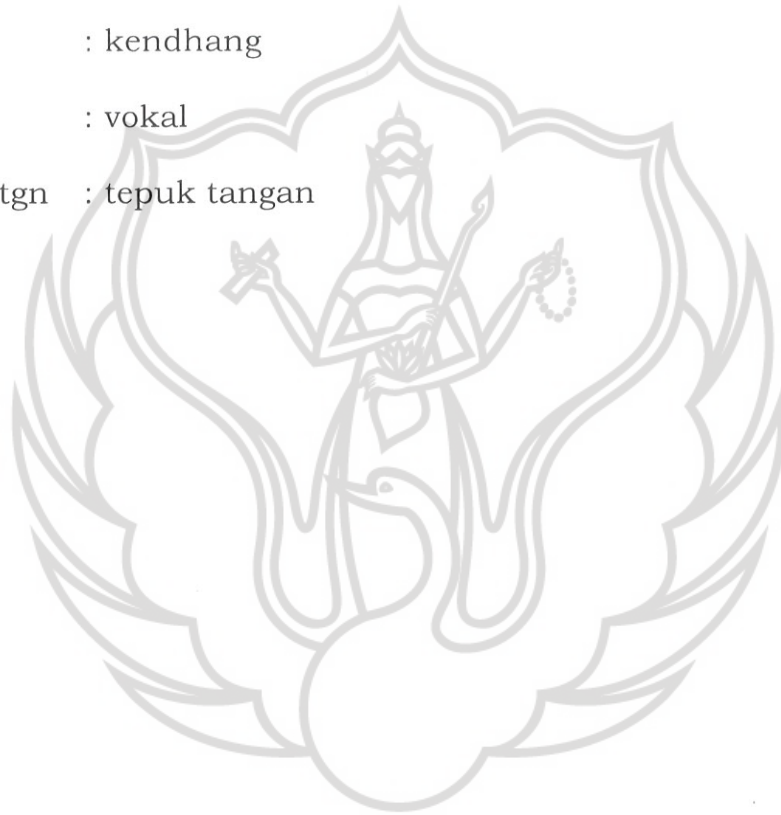 : kendhang
: vokal
tgn : tepuk tangan